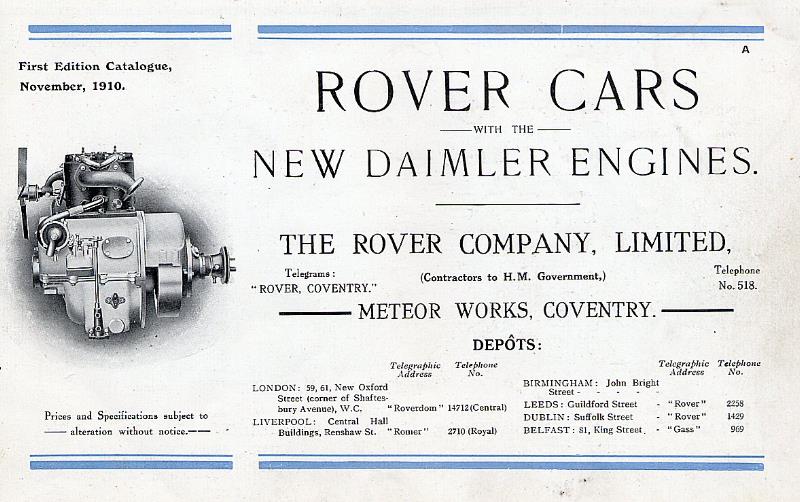 First Edition Catalogue,
November, 1910.
Prices and Specifications subject to
alteration without notice.
A
ROVER CARS
WITH THE
NEW DAIMLER ENGINES.
THE ROVER COMPANY, LIMITED,
Telegrams:
"ROVER, COVENTRY."
(Contractors to H.M. Government,)
Telephone
No. 518.
METEOR WORKS, COVENTRY.
DEPÔTS:
Telegraphic Address Telephone No.
LONDON: 59, 61, New Oxford
Street (corner of Shaftes-
bury Avenue), W.C. "Roverdom" 14712 (Central)
LIVERPOOL: Central Hall
Buildings, Renshaw St. "Romer" 2710 (Royal)
Telegraphic Address Telephone No.
BIRMINGHAM: John Bright
Street - - - - -
LEEDS: Guildford Street - "Rover" 2258
DUBLIN: Suffolk Street - "Rover" 1429
BELFAST: 81, King Street. - "Gass" 969